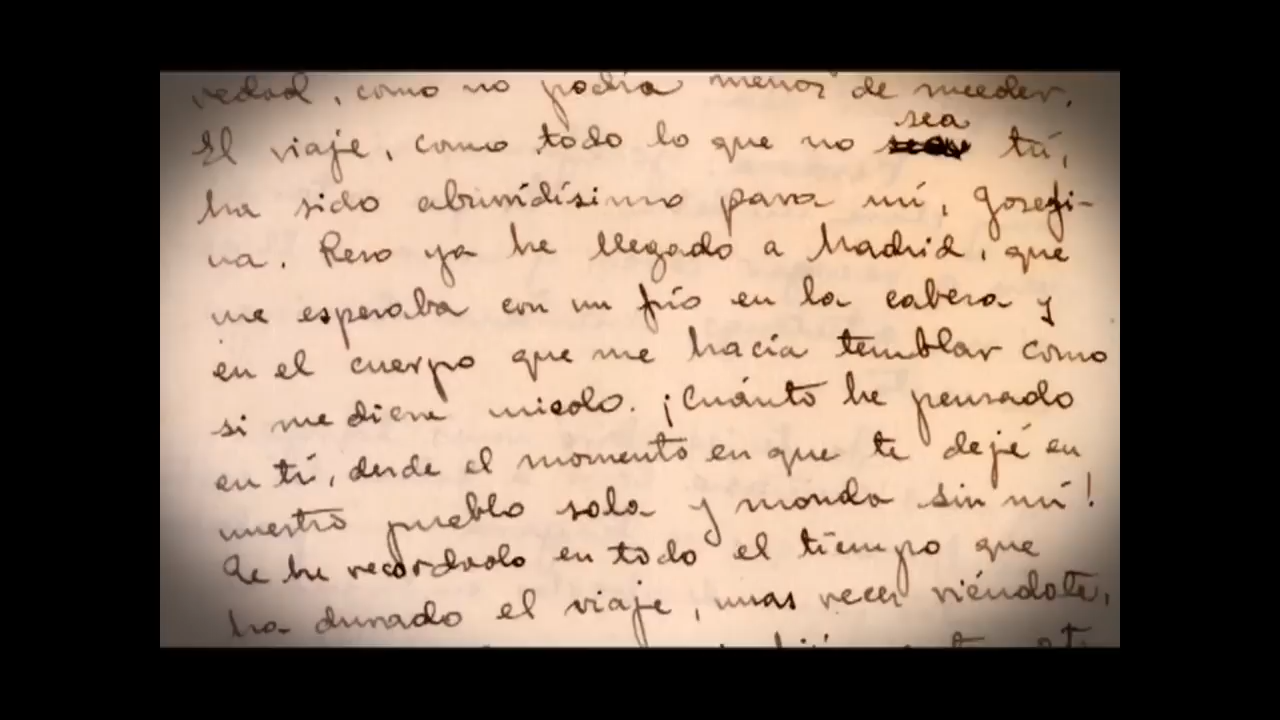 vedad, como no podía menos de suceder.
El viaje, como todo lo que no sea tú,
ha sido aburridísimo para mí, Josefi-
na. Pero ya he llegado a Madrid, que
me esperaba con un frío en la cabeza y
en el cuerpo que me hacía temblar como
si me diera miedo. ¡Cuánto he pensado
en tí, desde el momento en que te dejé en
nuestro pueblo sola y monda sin mí!
Te he recordado en todo el tiempo que
ha durado el viaje, unas veces viéndote,